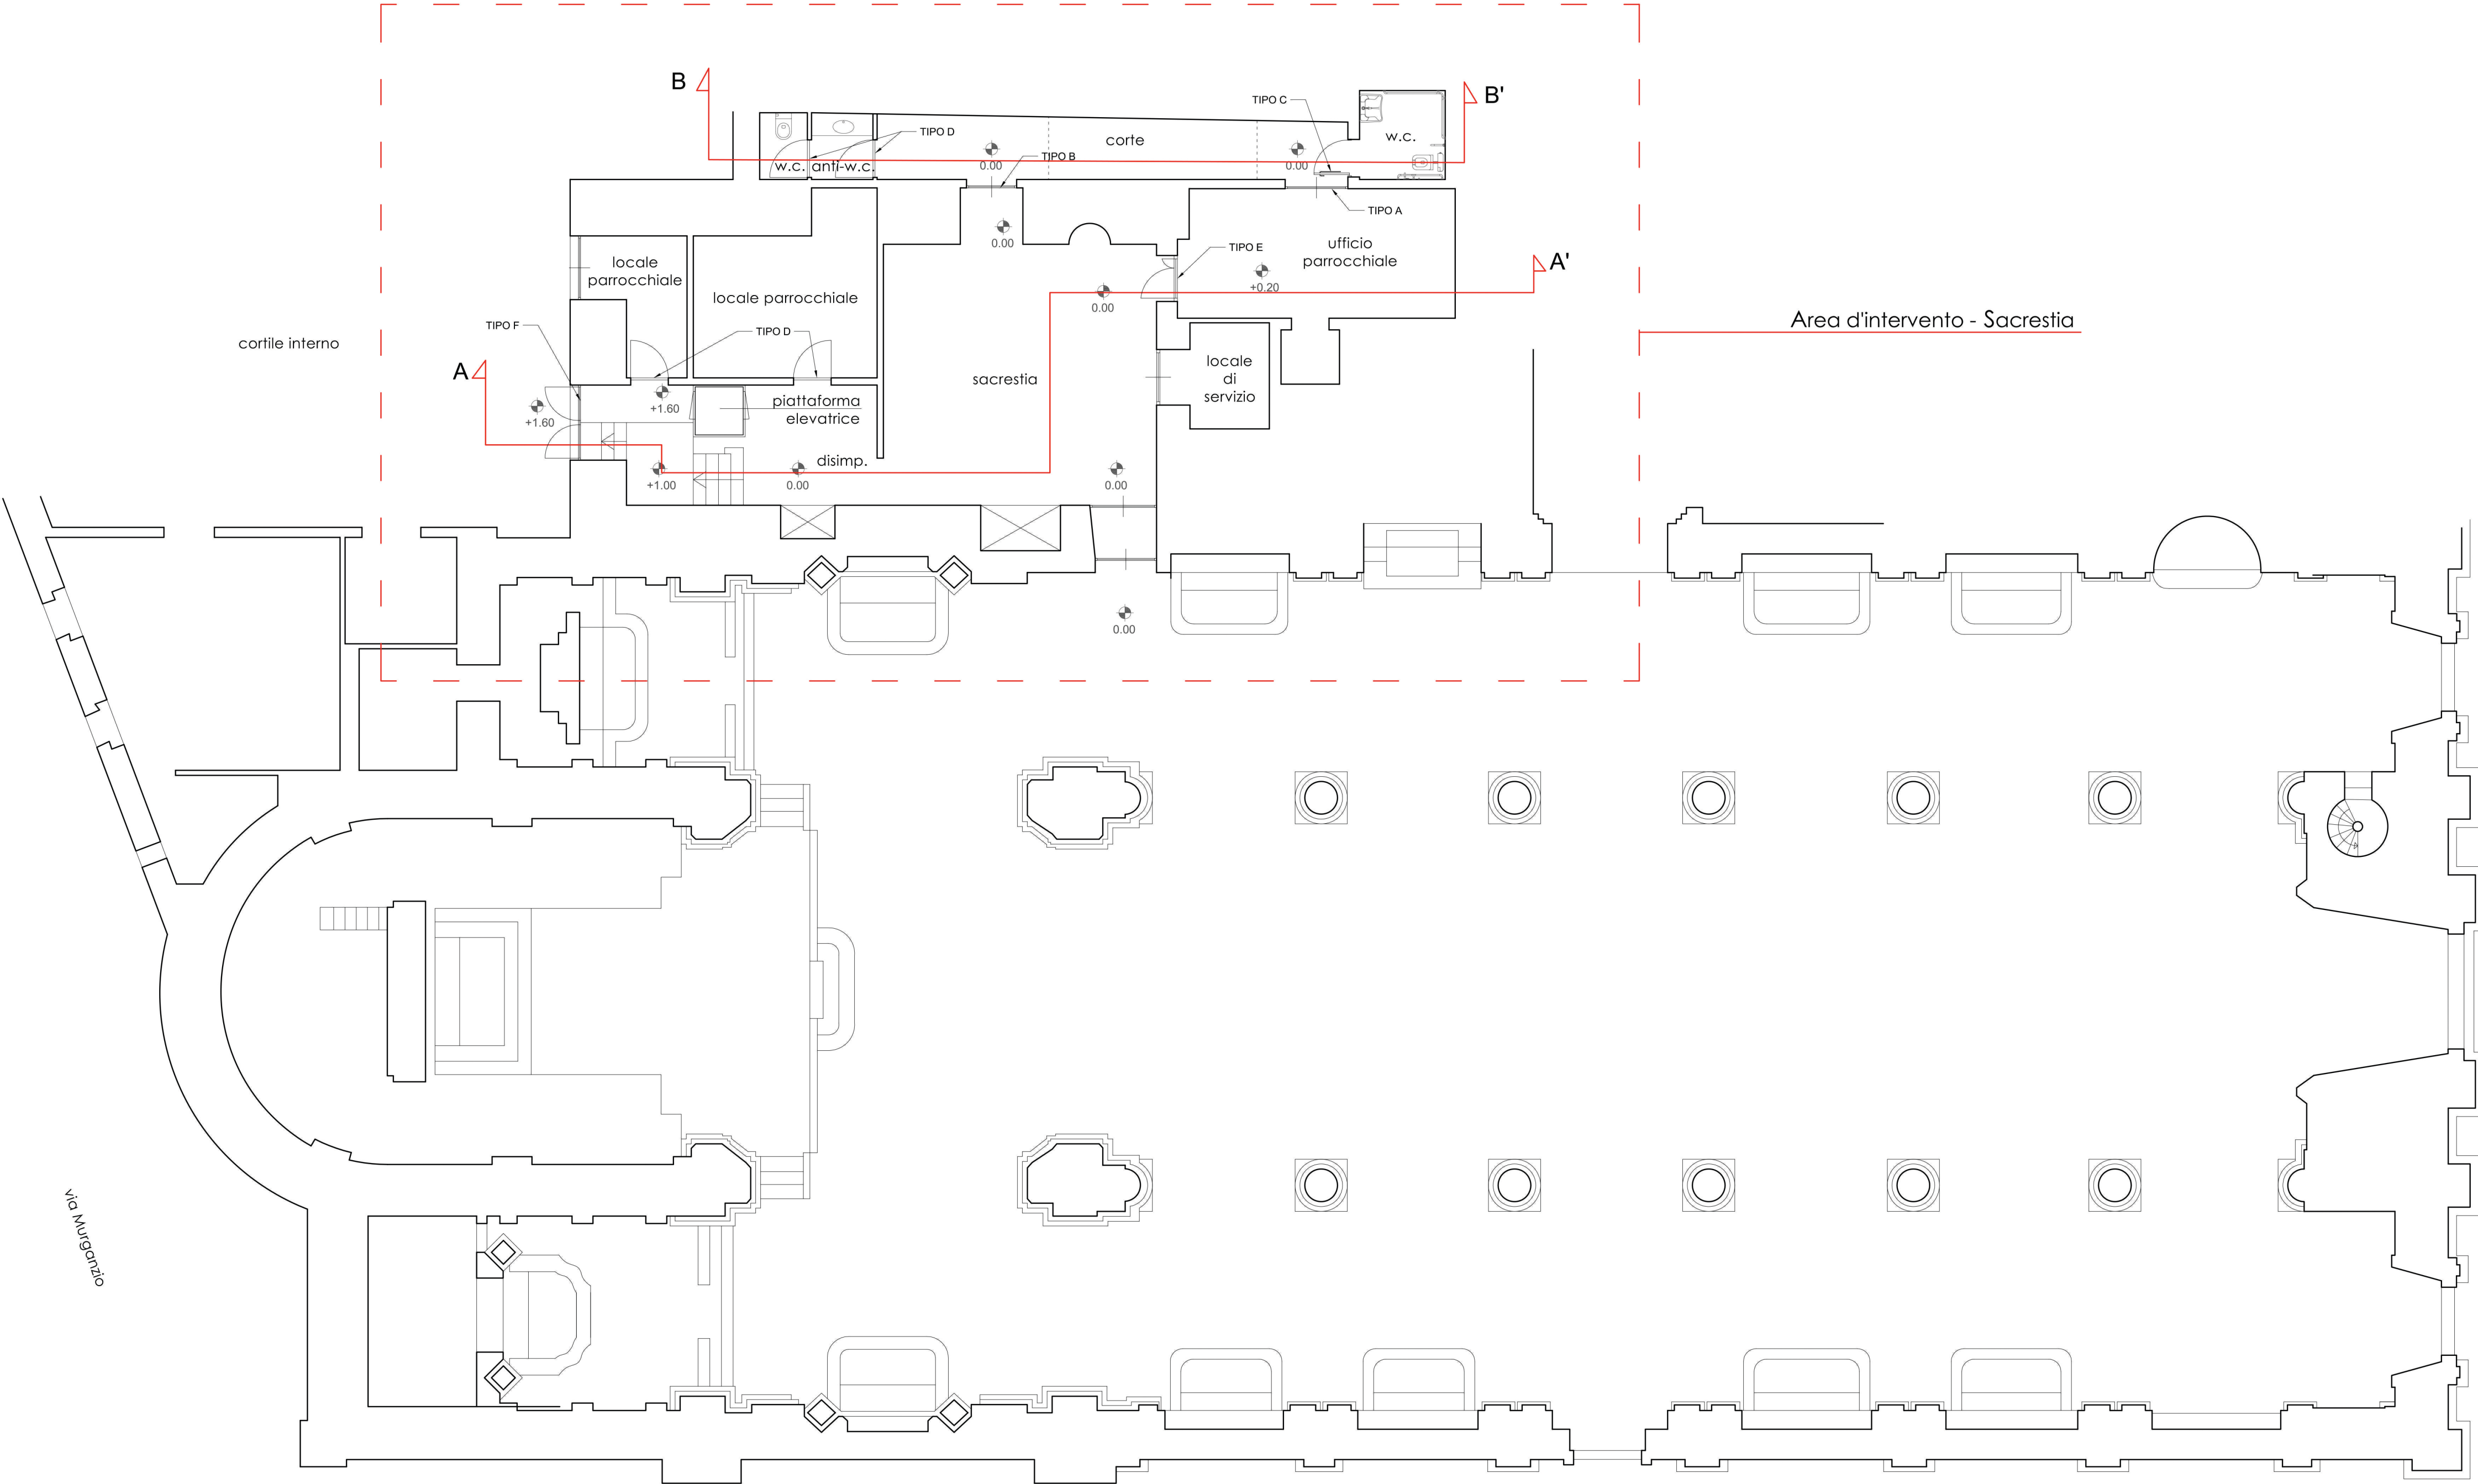 B
B'
TIPO C
TIPO D
corte
w.c.
0.00
TIPO B
0.00
w.c.
anti-w.c.
TIPO A
0.00
TIPO E
ufficio
parrocchiale
A'
locale
parrocchiale
+0.20
locale parrocchiale
0.00
TIPO F
TIPO D
Area d'intervento - Sacrestia
cortile interno
A
sacrestia
locale
di
servizio
piattaforma
elevatrice
+1.60
+1.60
disimp.
+1.00
0.00
0.00
0.00
via Murganzio